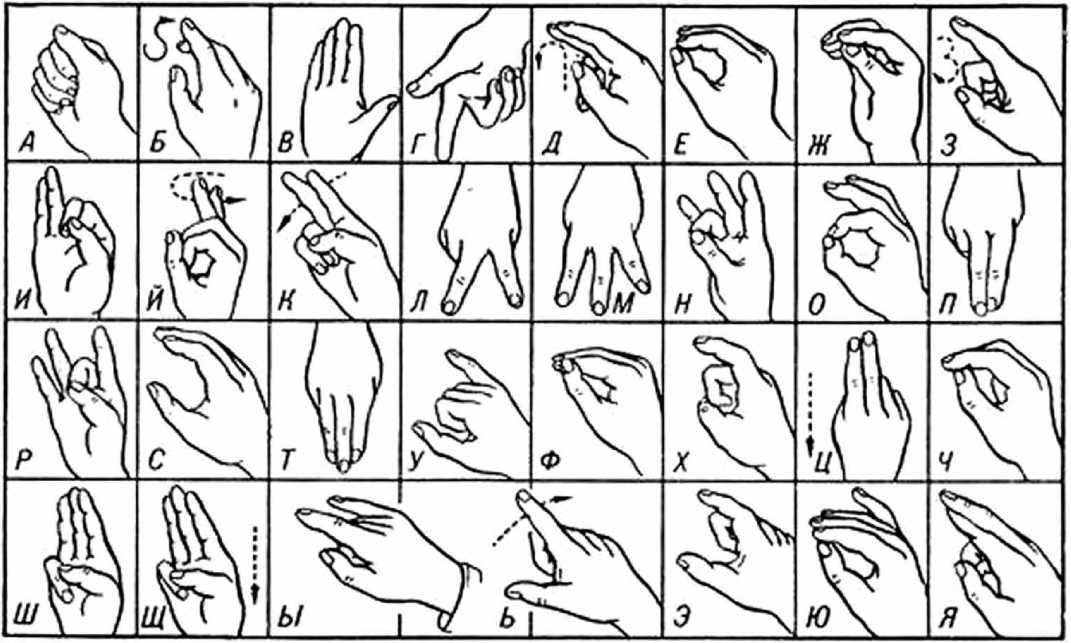 А Б В Г Д Е Ж З
И Й К Л М Н О П
Р С Т У Ф Х Ц Ч
Ш Щ Ы Ь Э Ю Я